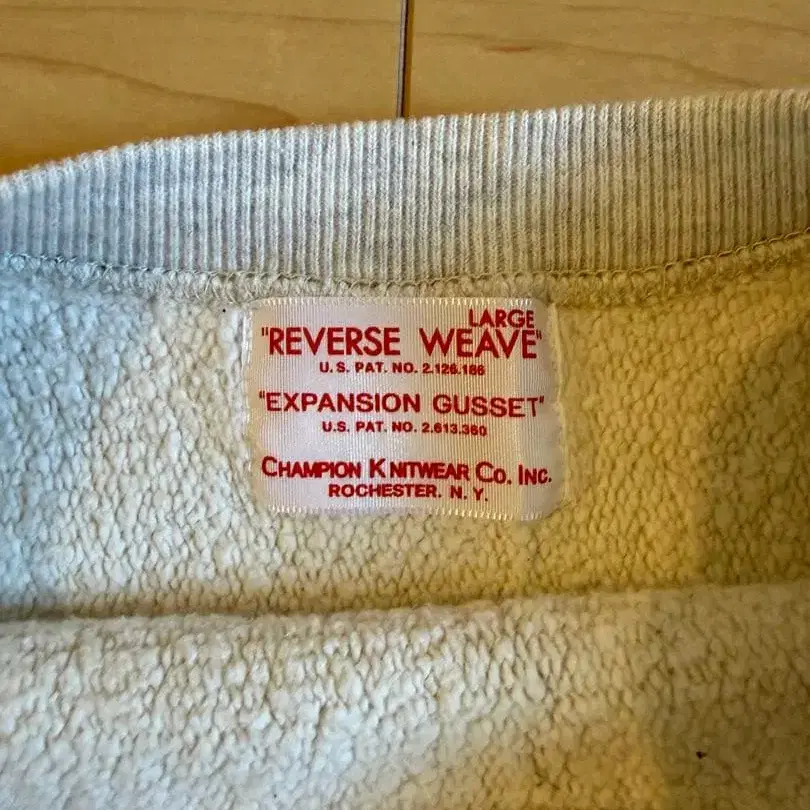 LARGE
"REVERSE WEAVE"
U.S. PAT. NO. 2.126.186
"EXPANSION GUSSET"
U.S. PAT. NO. 2.613.360
CHAMPION KNITWEAR CO. INC.
ROCHESTER. N. Y.